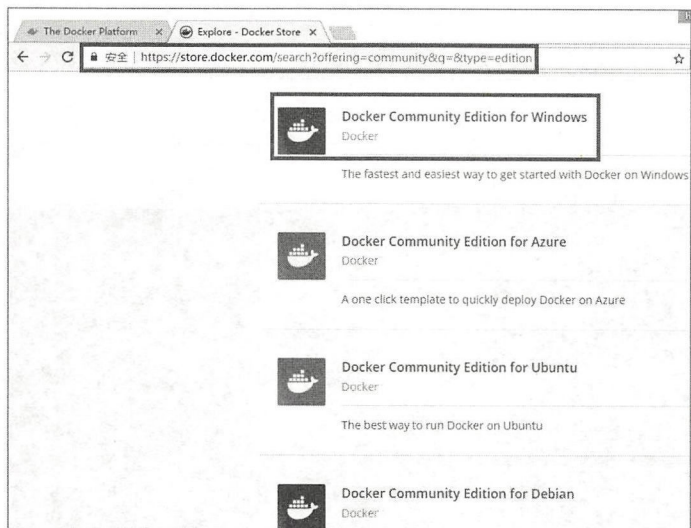 The Docker Platform × Explore - Docker Store ×
安全 | https://store.docker.com/search?offering=community&q=&type=edition
Docker Community Edition for Windows
Docker
The fastest and easiest way to get started with Docker on Windows
Docker Community Edition for Azure
Docker
A one click template to quickly deploy Docker on Azure
Docker Community Edition for Ubuntu
Docker
The best way to run Docker on Ubuntu
Docker Community Edition for Debian
Docker